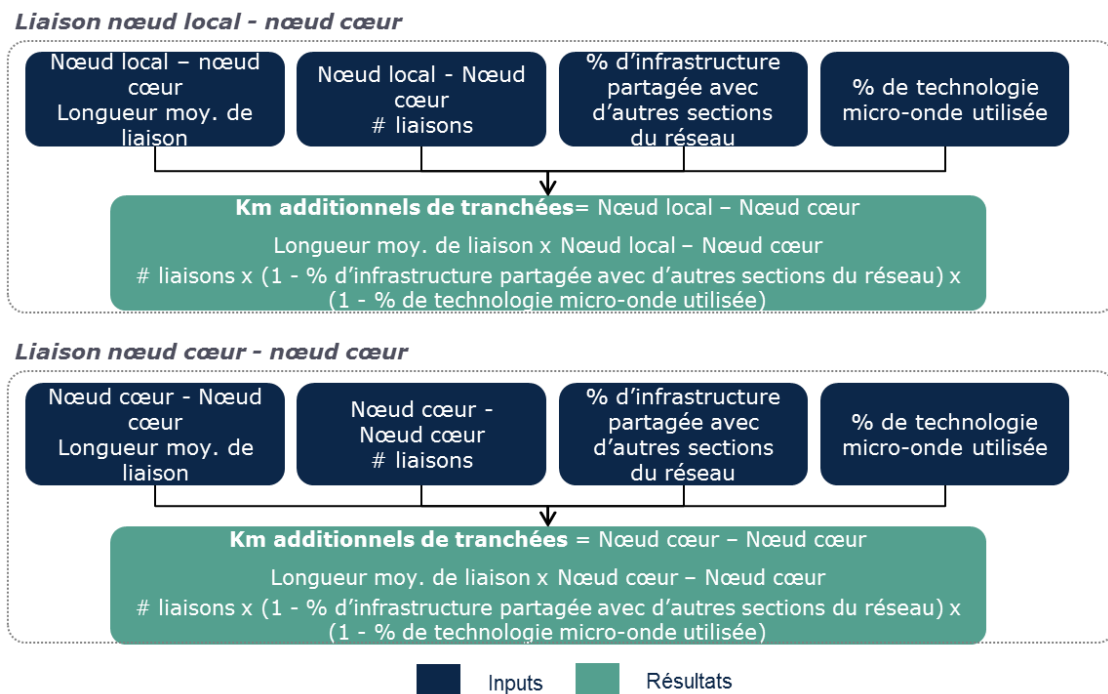 Liaison nœud local - nœud cœur
Nœud local – nœud
cœur
Longueur moy. de
liaison
Nœud local - Nœud
cœur
# liaisons
% d’infrastructure
partagée avec
d’autres sections
du réseau
% de technologie
micro-onde utilisée
Km additionnels de tranchées= Nœud local – Nœud cœur
Longueur moy. de liaison x Nœud local – Nœud cœur
# liaisons x (1 - % d’infrastructure partagée avec d’autres sections du réseau) x
(1 - % de technologie micro-onde utilisée)
Liaison nœud cœur - nœud cœur
Nœud cœur - Nœud
cœur
Longueur moy. de
liaison
Nœud cœur -
Nœud cœur
# liaisons
% d’infrastructure
partagée avec
d’autres sections
du réseau
% de technologie
micro-onde utilisée
Km additionnels de tranchées = Nœud cœur – Nœud cœur
Longueur moy. de liaison x Nœud cœur – Nœud cœur
# liaisons x (1 - % d’infrastructure partagée avec d’autres sections du réseau) x
(1 - % de technologie micro-onde utilisée)
Inputs
Résultats